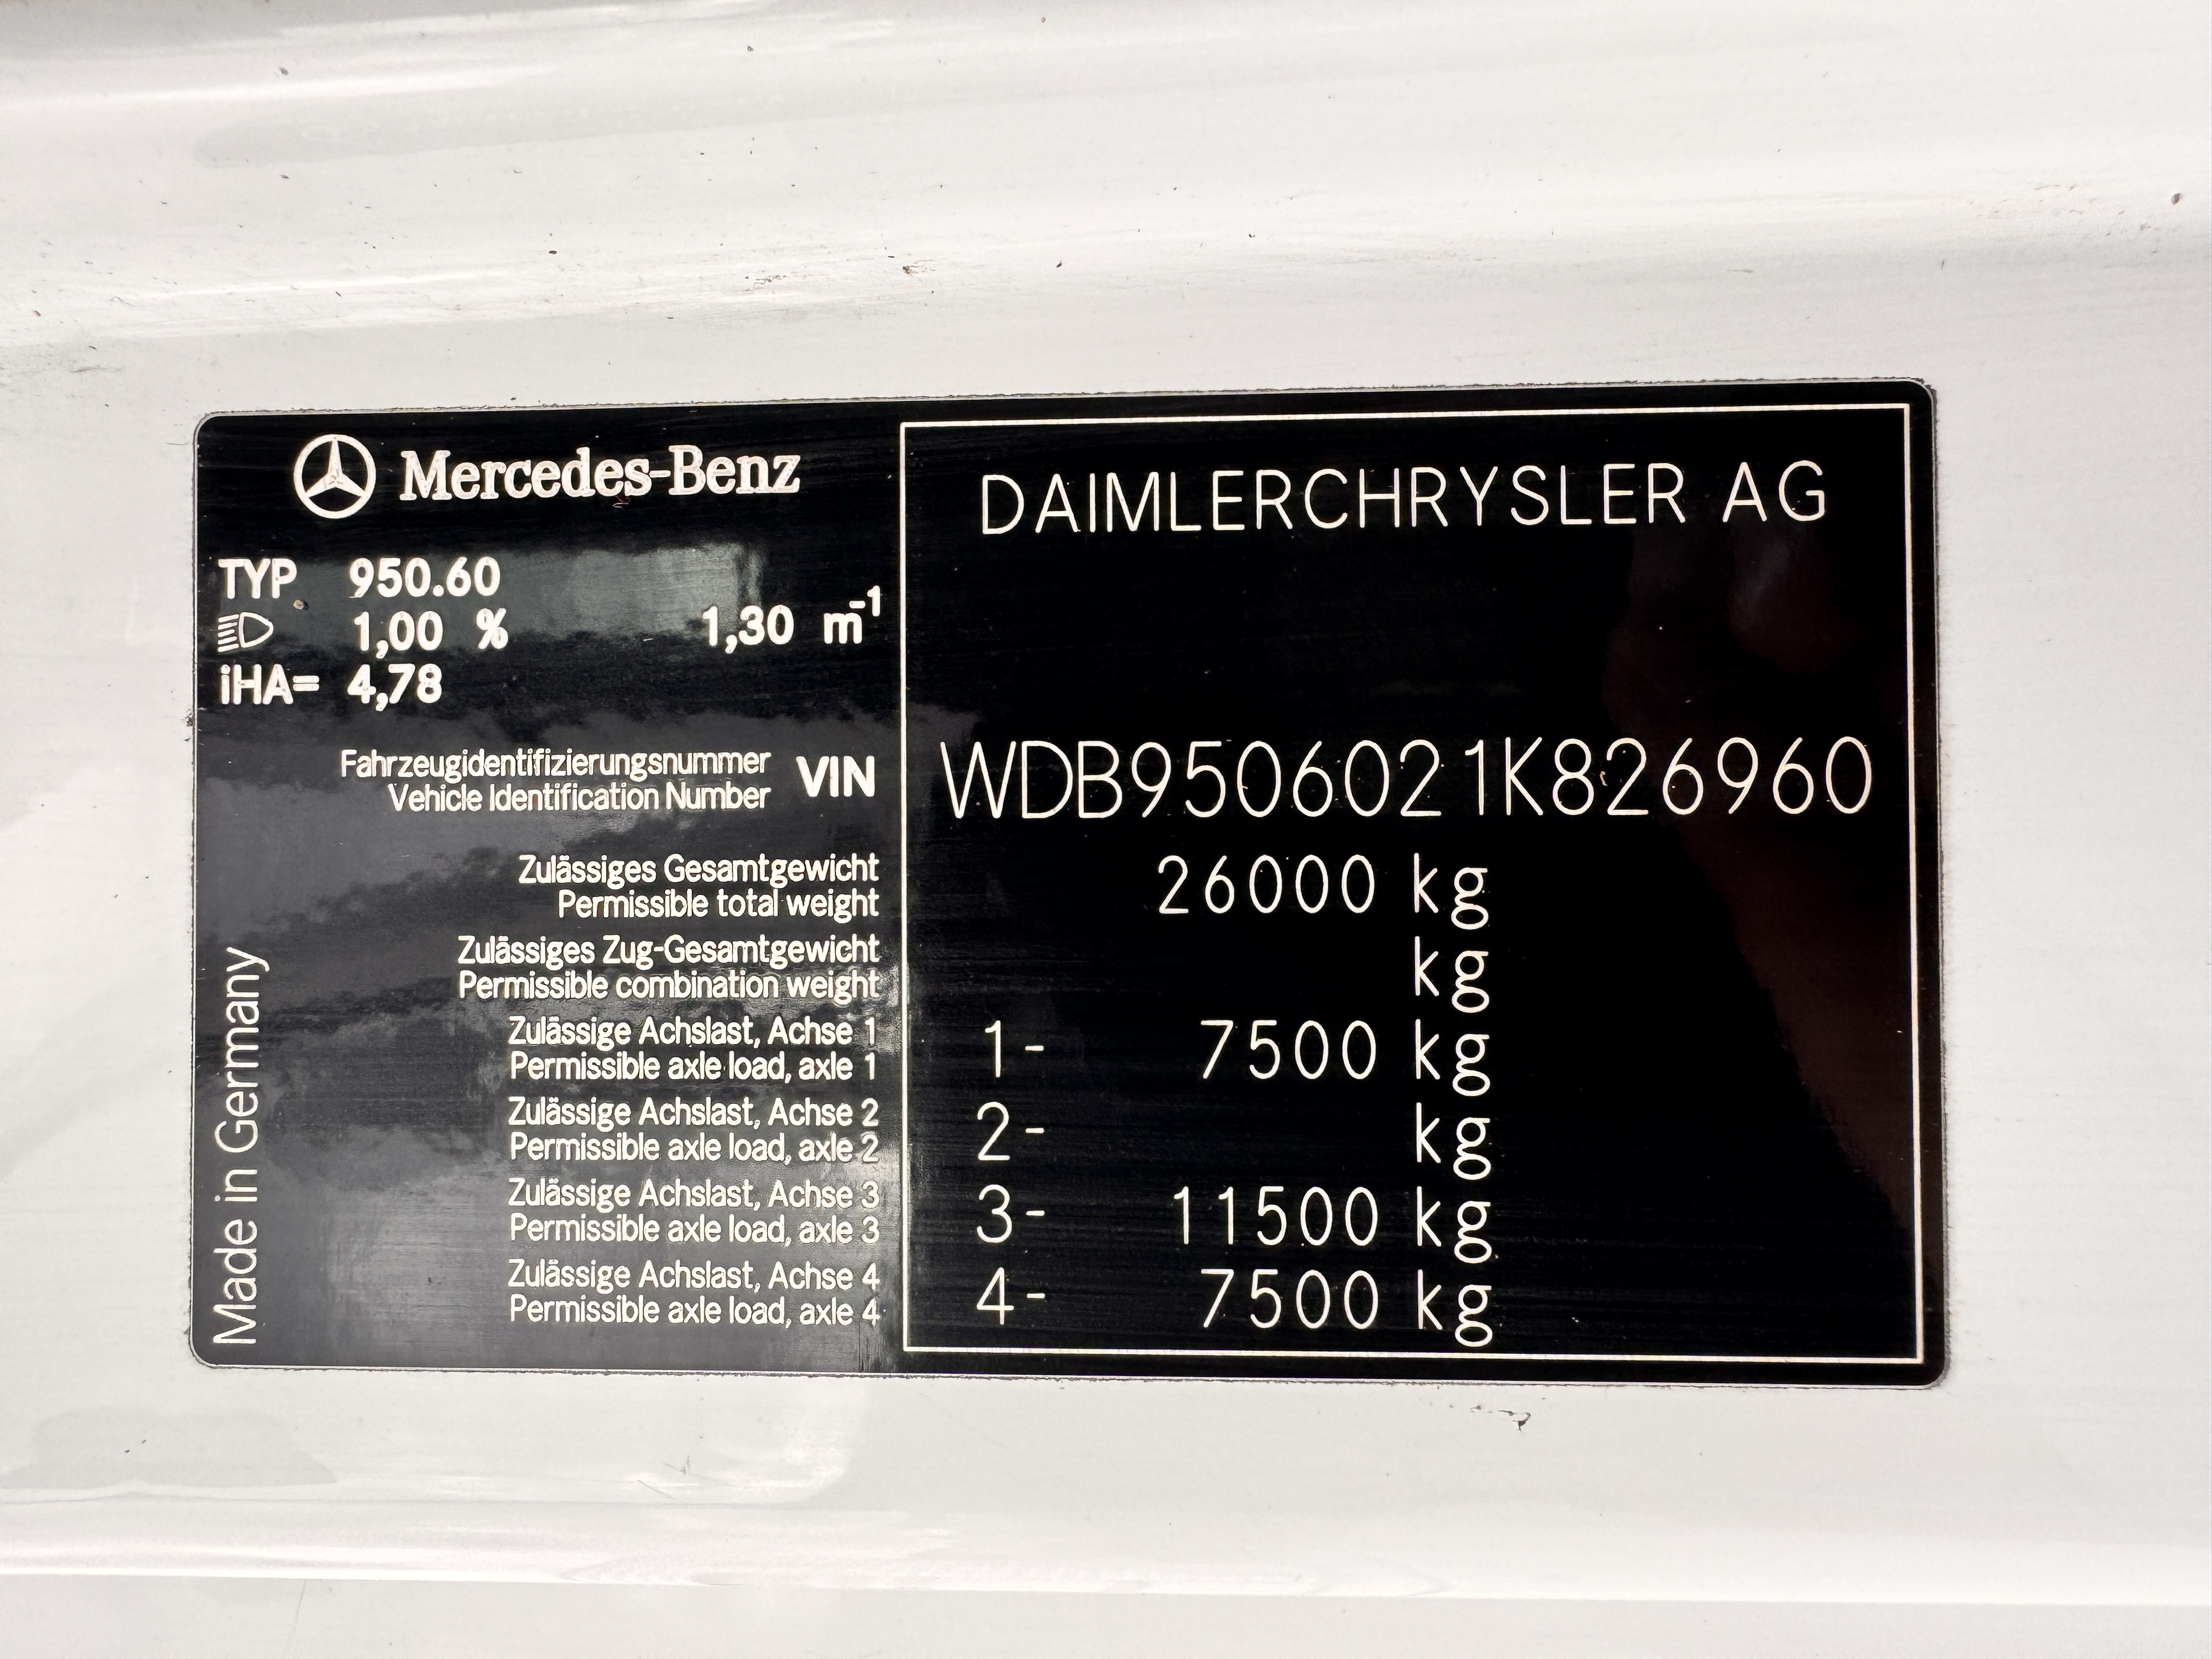 Mercedes-Benz
TYP 950.60
1,00 % 1,30 m⁻¹
iHA= 4,78
DAIMLERCHRYSLER AG
Fahrzeugidentifizierungsnummer
Vehicle Identification Number
VIN WDB9506021K826960
Zulässiges Gesamtgewicht
Permissible total weight
26000 kg
Zulässiges Zug-Gesamtgewicht
Permissible combination weight
kg
Zulässige Achslast, Achse 1
Permissible axle load, axle 1
1- 7500 kg
Zulässige Achslast, Achse 2
Permissible axle load, axle 2
2- kg
Zulässige Achslast, Achse 3
Permissible axle load, axle 3
3- 11500 kg
Zulässige Achslast, Achse 4
Permissible axle load, axle 4
4- 7500 kg
Made in Germany